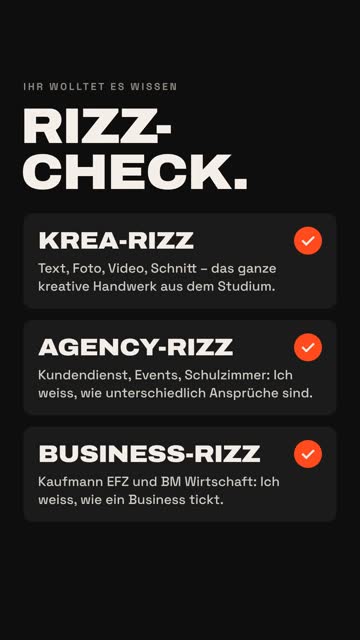 IHR WOLLTET ES WISSEN
RIZZ-
CHECK.
KREA-RIZZ
Text, Foto, Video, Schnitt – das ganze
kreative Handwerk aus dem Studium.
AGENCY-RIZZ
Kundendienst, Events, Schulzimmer: Ich
weiss, wie unterschiedlich Ansprüche sind.
BUSINESS-RIZZ
Kaufmann EFZ und BM Wirtschaft: Ich
weiss, wie ein Business tickt.